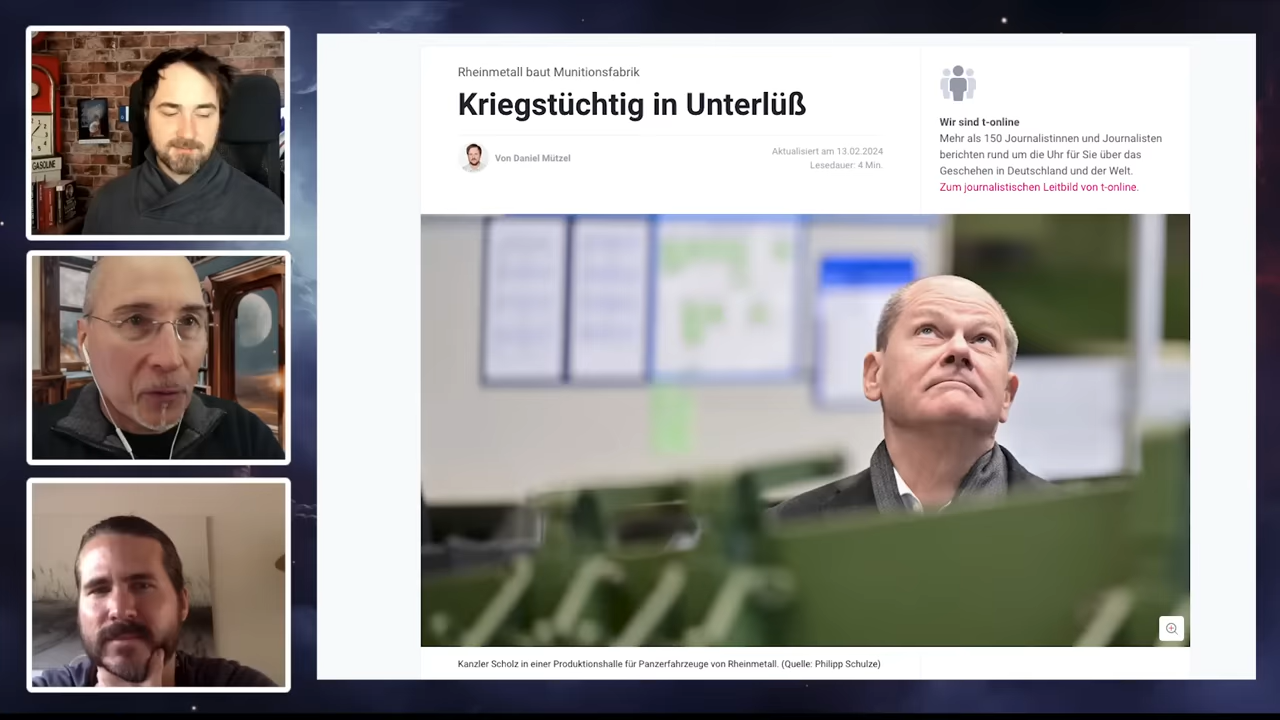 Rheinmetall baut Munitionsfabrik
Kriegstüchtig in Unterlüß
Von Daniel Mützel
Aktualisiert am 13.02.2024
Lesedauer: 4 Min.
Wir sind t-online
Mehr als 150 Journalistinnen und Journalisten
berichten rund um die Uhr für Sie über das
Geschehen in Deutschland und der Welt.
Zum journalistischen Leitbild von t-online.
Kanzler Scholz in einer Produktionshalle für Panzerfahrzeuge von Rheinmetall. (Quelle: Philipp Schulze)
GASOLINE